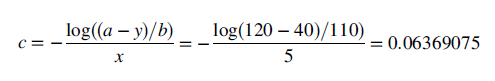 c = − log((a − y)/b) / x = − log(120 − 40)/110) / 5 = 0.06369075